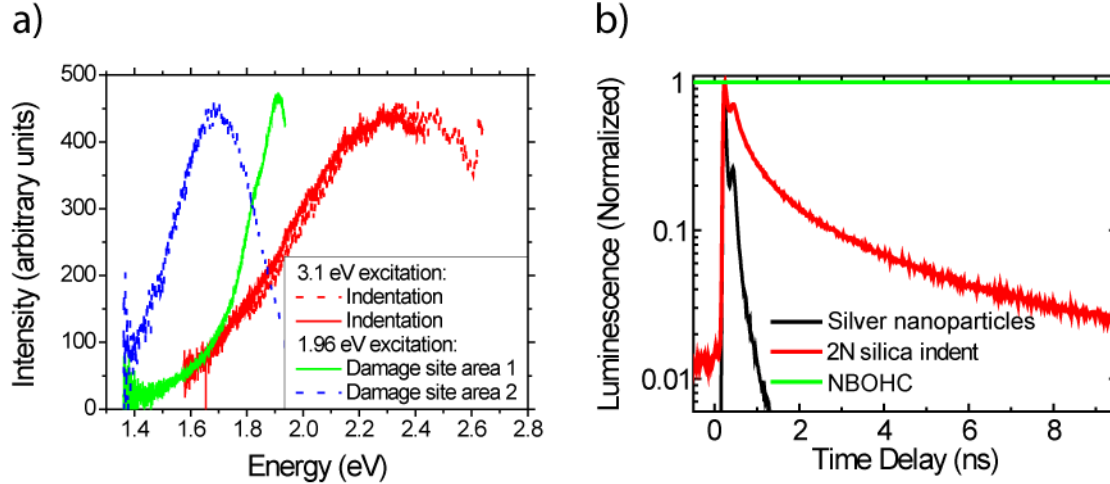 a)
b)
500
400
300
200
100
0
Intensity (arbitrary units)
3.1 eV excitation:
Indentation
Indentation
1.96 eV excitation:
Damage site area 1
Damage site area 2
1.4 1.6 1.8 2.0 2.2 2.4 2.6 2.8
Energy (eV)
1
0.1
0.01
Luminescence (Normalized)
Silver nanoparticles
2N silica indent
NBOHC
0 2 4 6 8
Time Delay (ns)